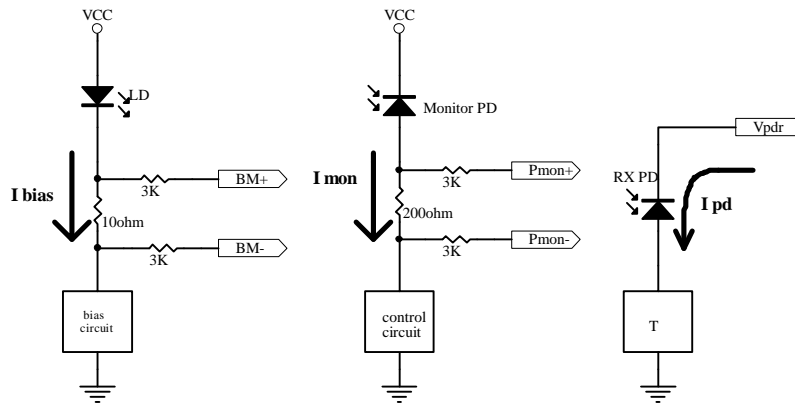 VCC
LD
I bias
3K
BM+
10ohm
3K
BM-
bias
circuit
VCC
Monitor PD
I mon
3K
Pmon+
200ohm
3K
Pmon-
control
circuit
Vpdr
RX PD
I pd
T